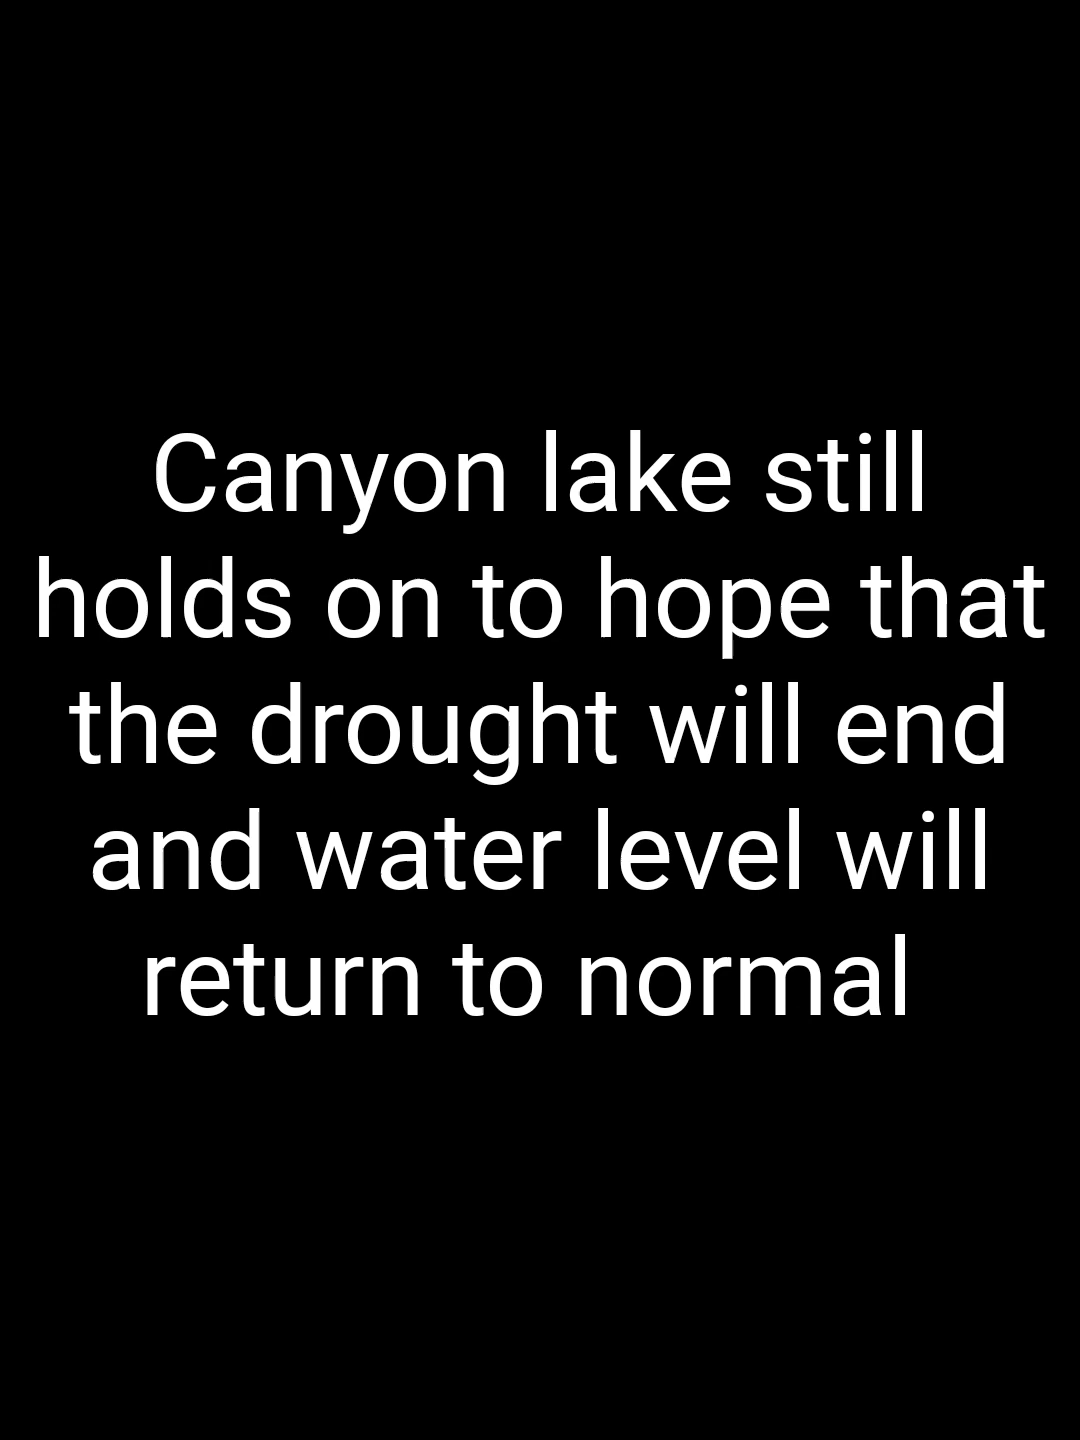 Canyon lake still
holds on to hope that
the drought will end
and water level will
return to normal